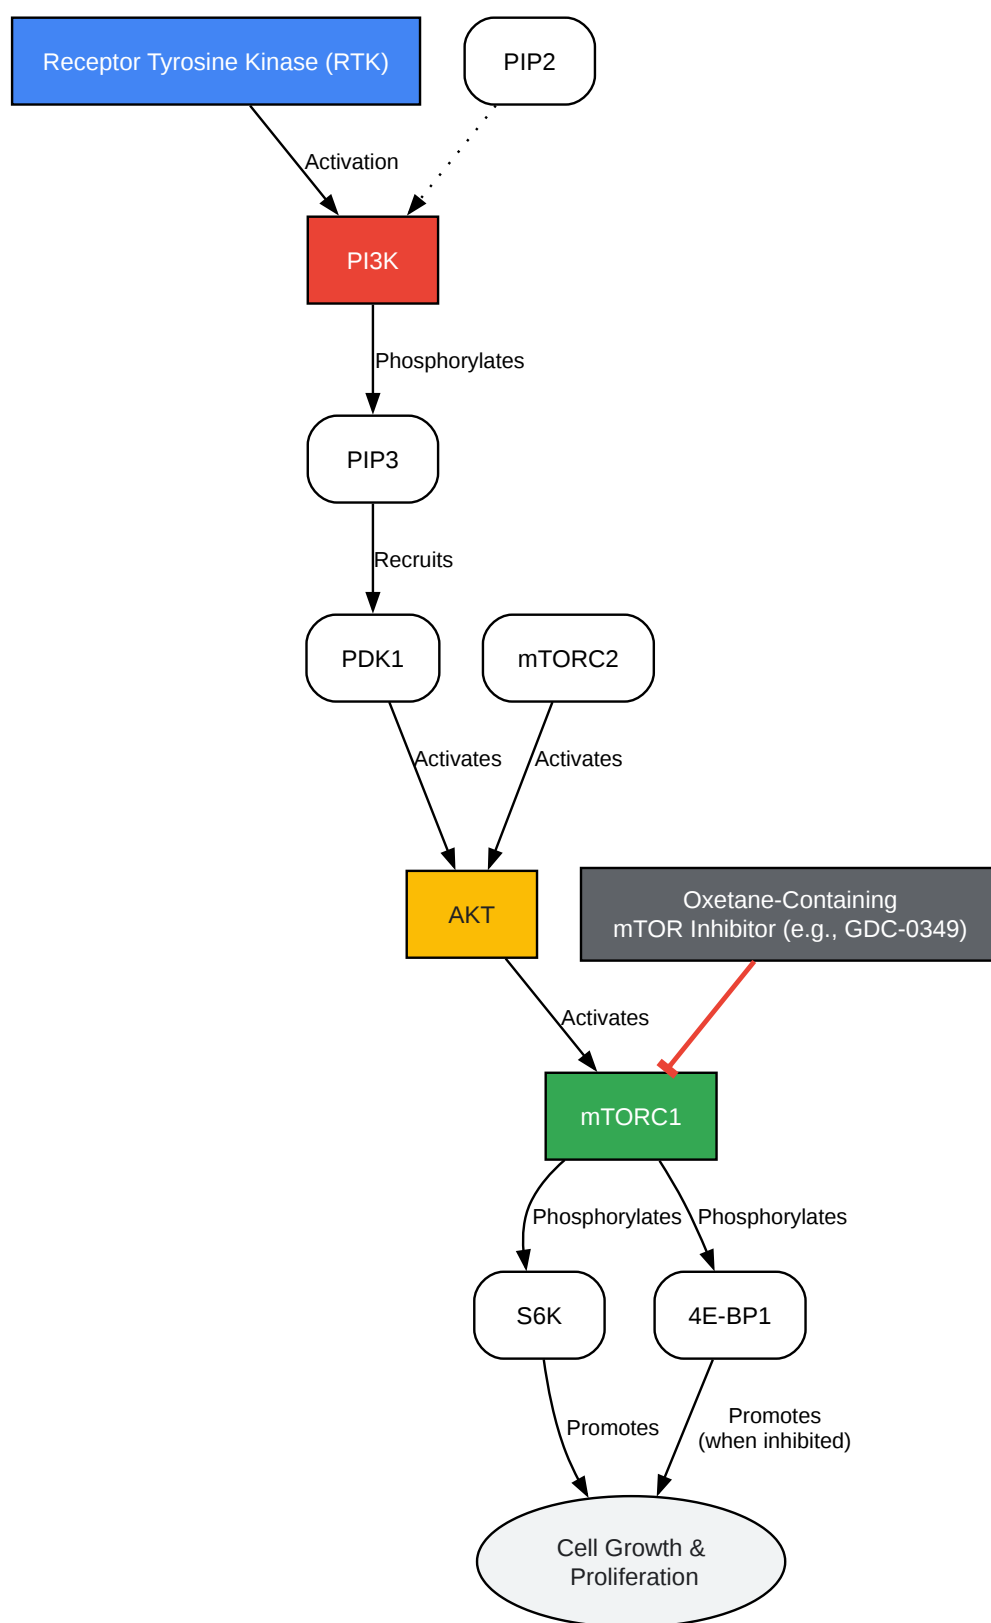 Receptor Tyrosine Kinase (RTK)
PIP2
Activation
PI3K
Phosphorylates
PIP3
Recruits
PDK1
mTORC2
Activates
Activates
AKT
Oxetane-Containing
mTOR Inhibitor (e.g., GDC-0349)
Activates
mTORC1
Phosphorylates
Phosphorylates
S6K
4E-BP1
Promotes
Promotes
(when inhibited)
Cell Growth &
Proliferation